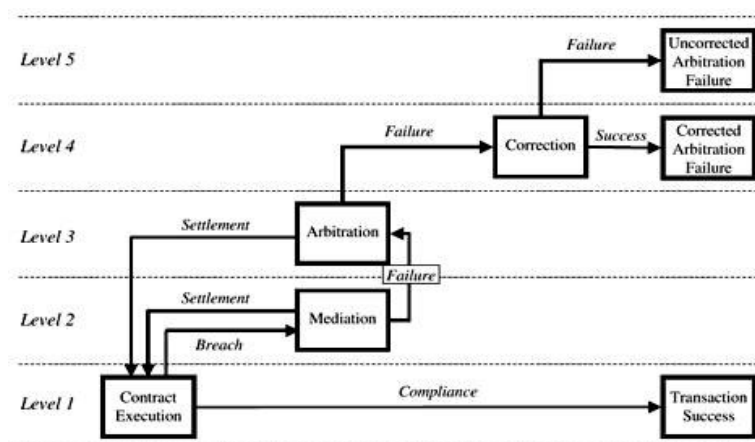 Level 5
Failure
Uncorrected
Arbitration
Failure
Level 4
Failure
Correction
Success
Corrected
Arbitration
Failure
Level 3
Settlement
Arbitration
Failure
Level 2
Settlement
Mediation
Breach
Level 1
Contract
Execution
Compliance
Transaction
Success